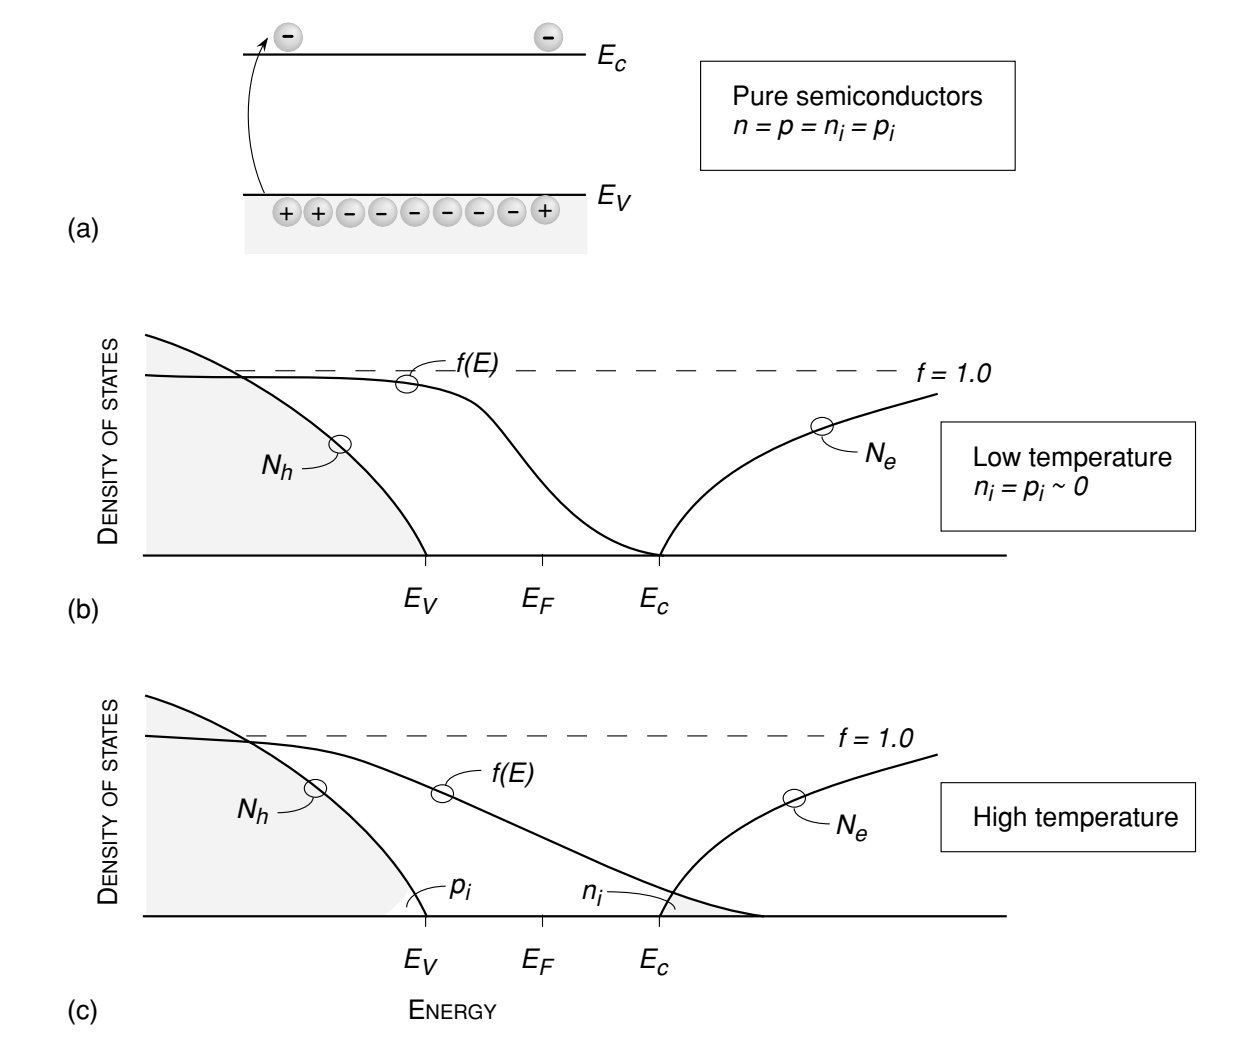 − −
E_c
Pure semiconductors
n = p = n_i = p_i
E_V
+ + − − − − − − +
(a)
DENSITY OF STATES
f(E)
f = 1.0
N_h
N_e
Low temperature
n_i = p_i ~ 0
E_V E_F E_c
(b)
DENSITY OF STATES
f = 1.0
f(E)
N_h
N_e
High temperature
p_i
n_i
E_V E_F E_c
(c)
ENERGY